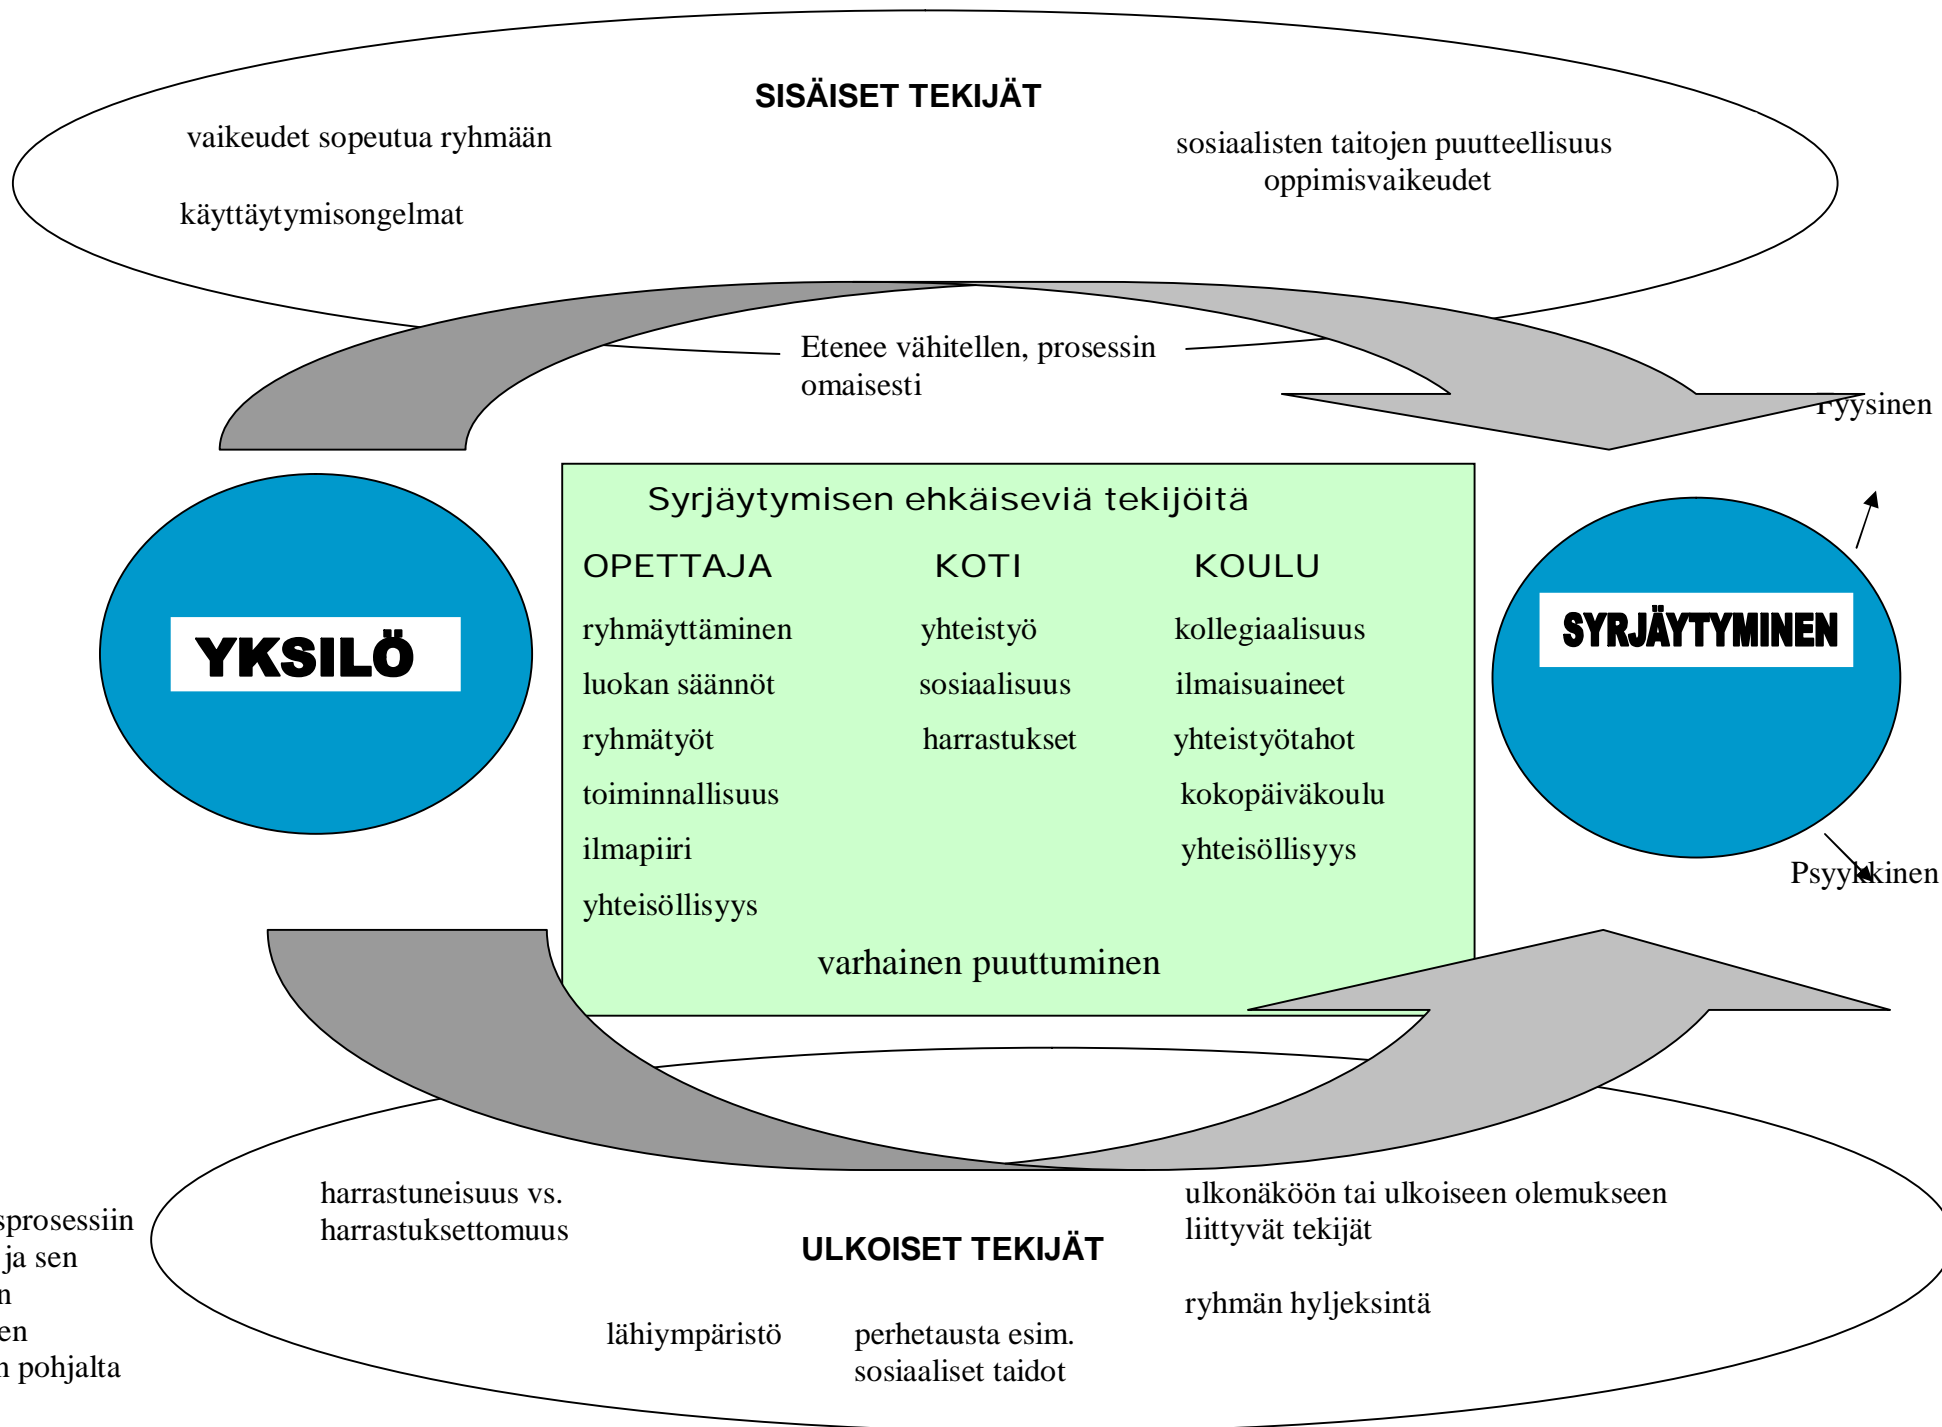 SISÄISET TEKIJÄT
vaikeudet sopeutua ryhmään
käyttäytymisongelmat
sosiaalisten taitojen puutteellisuus
oppimisvaikeudet
Etenee vähitellen, prosessin
omaisesti
Fyysinen
YKSILÖ
Syrjäytymisen ehkäiseviä tekijöitä
OPETTAJA KOTI KOULU
ryhmäyttäminen yhteistyö kollegiaalisuus
luokan säännöt sosiaalisuus ilmaisuaineet
ryhmätyöt harrastukset yhteistyötahot
toiminnallisuus kokopäiväkoulu
ilmapiiri yhteisöllisyys
yhteisöllisyys
varhainen puuttuminen
SYRJÄYTYMINEN
Psyykkinen
sprosessiin
ja sen
n
en
n pohjalta
harrastuneisuus vs.
harrastuksettomuus
ULKOISET TEKIJÄT
lähiympäristö
perhetausta esim.
sosiaaliset taidot
ulkonäköön tai ulkoiseen olemukseen
liittyvät tekijät
ryhmän hyljeksintä